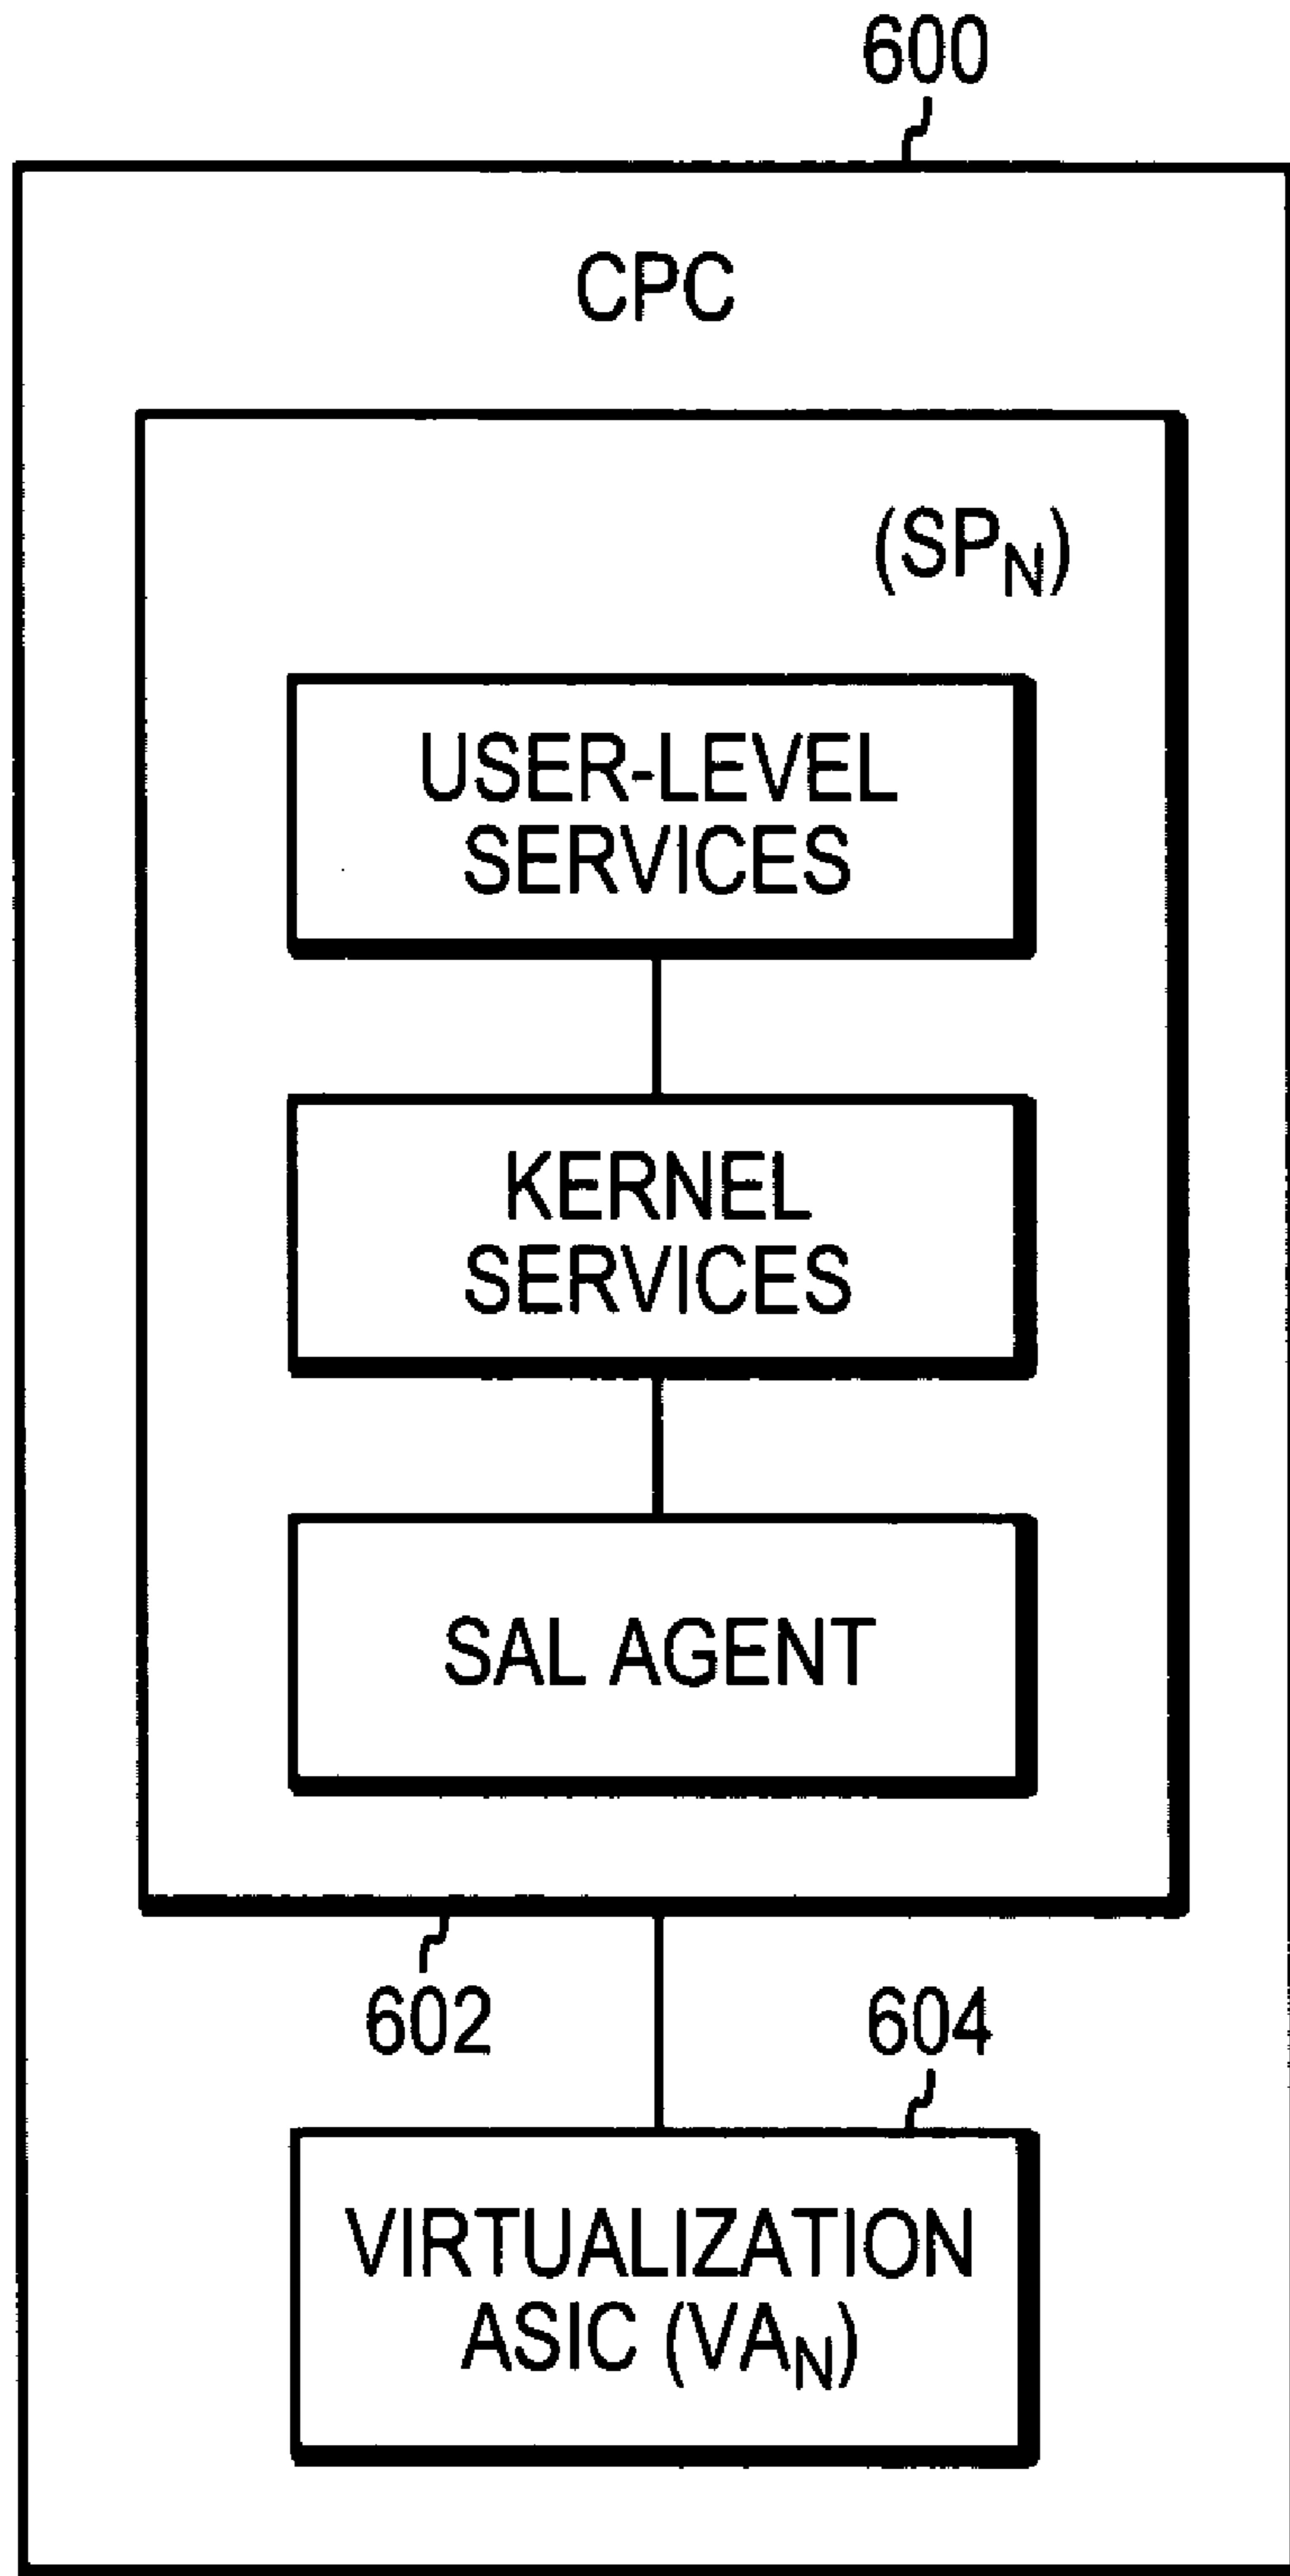 600
CPC
(SPN)
USER-LEVEL
SERVICES
KERNEL
SERVICES
SAL AGENT
602
604
VIRTUALIZATION
ASIC (VAN)